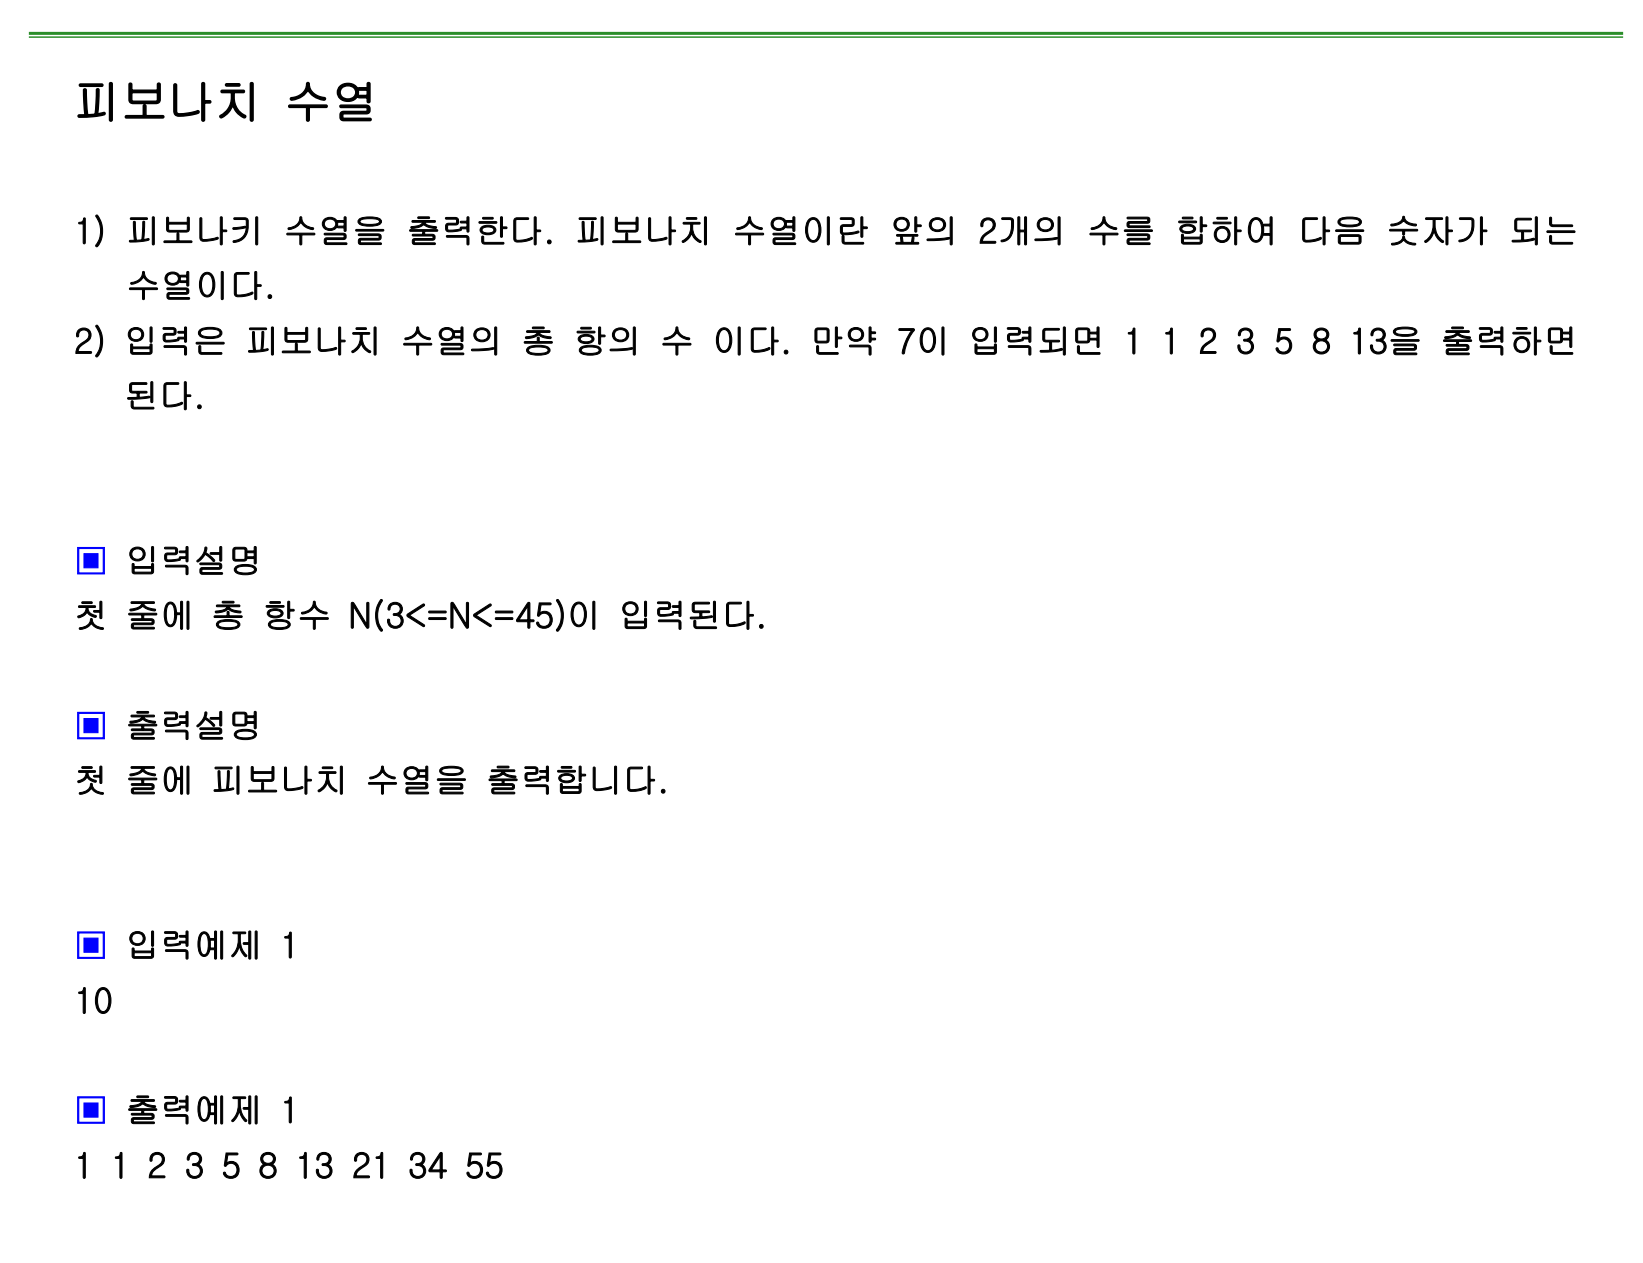 피보나치 수열
1) 피보나키 수열을 출력한다. 피보나치 수열이란 앞의 2개의 수를 합하여 다음 숫자가 되는
수열이다.
2) 입력은 피보나치 수열의 총 항의 수 이다. 만약 7이 입력되면 1 1 2 3 5 8 13을 출력하면
된다.
▣ 입력설명
첫 줄에 총 항수 N(3<=N<=45)이 입력된다.
▣ 출력설명
첫 줄에 피보나치 수열을 출력합니다.
▣ 입력예제 1
10
▣ 출력예제 1
1 1 2 3 5 8 13 21 34 55